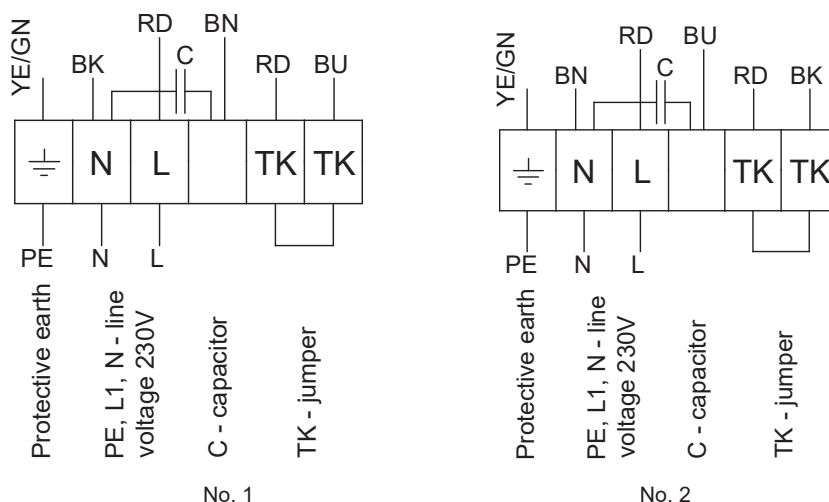 YE/GN
BK
RD
C
BN
RD
BU
N
L
TK
TK
PE
N
L
Protective earth
PE, L1, N - line
voltage 230V
C - capacitor
TK - jumper
No. 1
YE/GN
BN
RD
C
BU
RD
BK
N
L
TK
TK
PE
N
L
Protective earth
PE, L1, N - line
voltage 230V
C - capacitor
TK - jumper
No. 2